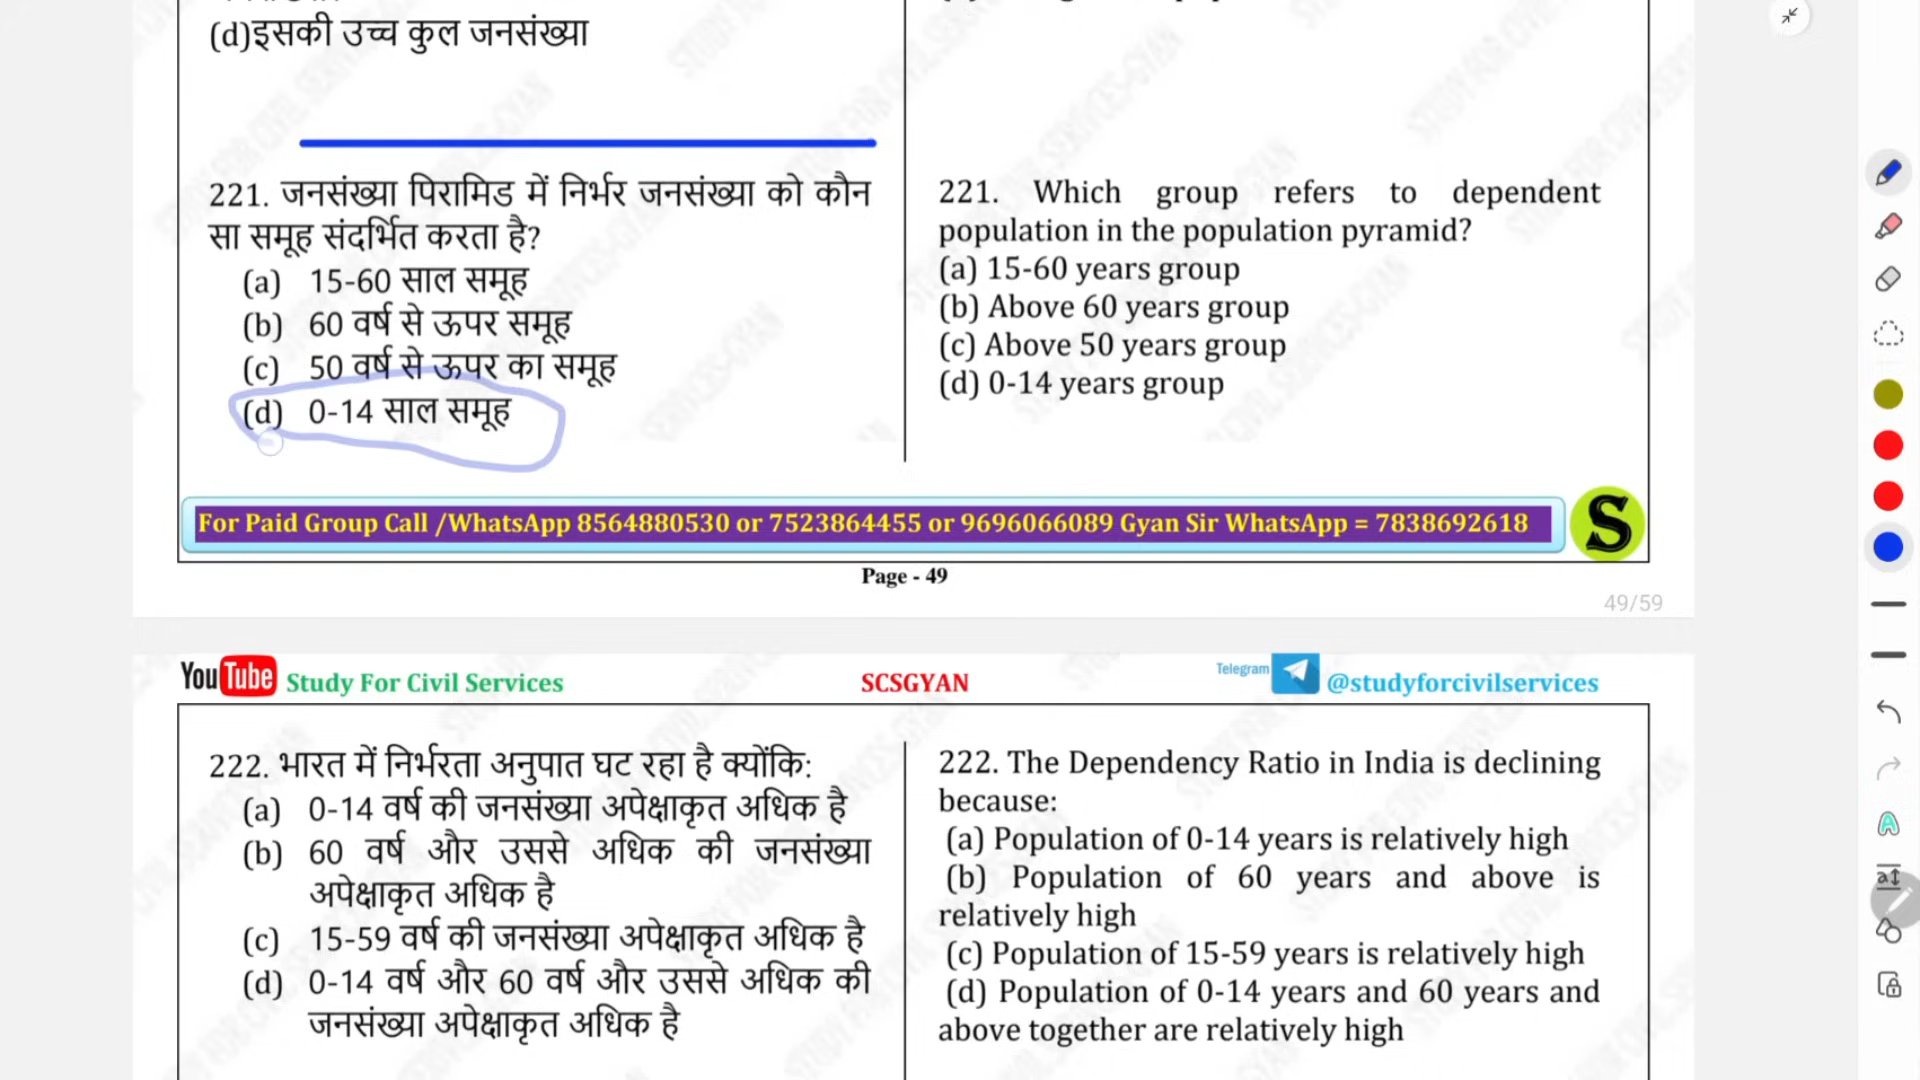 (d)इसकी उच्च कुल जनसंख्या
221. जनसंख्या पिरामिड में निर्भर जनसंख्या को कौन
सा समूह संदर्भित करता है?
(a) 15-60 साल समूह
(b) 60 वर्ष से ऊपर समूह
(c) 50 वर्ष से ऊपर का समूह
(d) 0-14 साल समूह
221. Which group refers to dependent
population in the population pyramid?
(a) 15-60 years group
(b) Above 60 years group
(c) Above 50 years group
(d) 0-14 years group
For Paid Group Call /WhatsApp 8564880530 or 7523864455 or 9696066089 Gyan Sir WhatsApp = 7838692618
S
Page - 49
49/59
YouTube Study For Civil Services
SCSGYAN
Telegram @studyforcivilservices
222. भारत में निर्भरता अनुपात घट रहा है क्योंकि:
(a) 0-14 वर्ष की जनसंख्या अपेक्षाकृत अधिक है
(b) 60 वर्ष और उससे अधिक की जनसंख्या
अपेक्षाकृत अधिक है
(c) 15-59 वर्ष की जनसंख्या अपेक्षाकृत अधिक है
(d) 0-14 वर्ष और 60 वर्ष और उससे अधिक की
जनसंख्या अपेक्षाकृत अधिक है
222. The Dependency Ratio in India is declining
because:
(a) Population of 0-14 years is relatively high
(b) Population of 60 years and above is
relatively high
(c) Population of 15-59 years is relatively high
(d) Population of 0-14 years and 60 years and
above together are relatively high